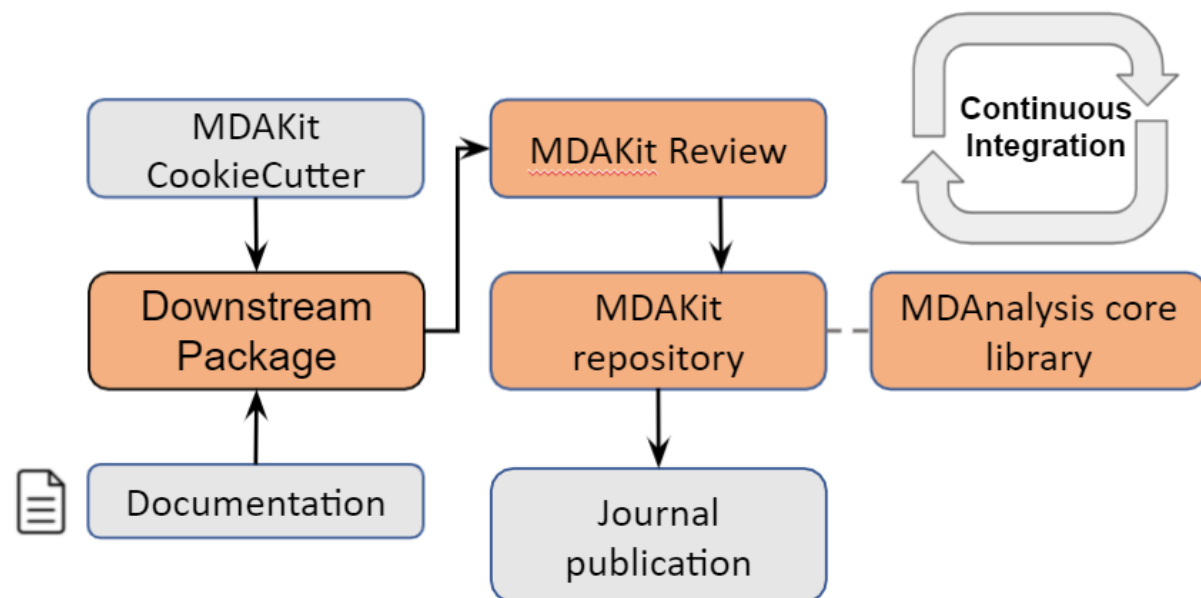 MDAKit
CookieCutter
Downstream
Package
Documentation
MDAKit Review
MDAKit
repository
Journal
publication
Continuous
Integration
MDAnalysis core
library